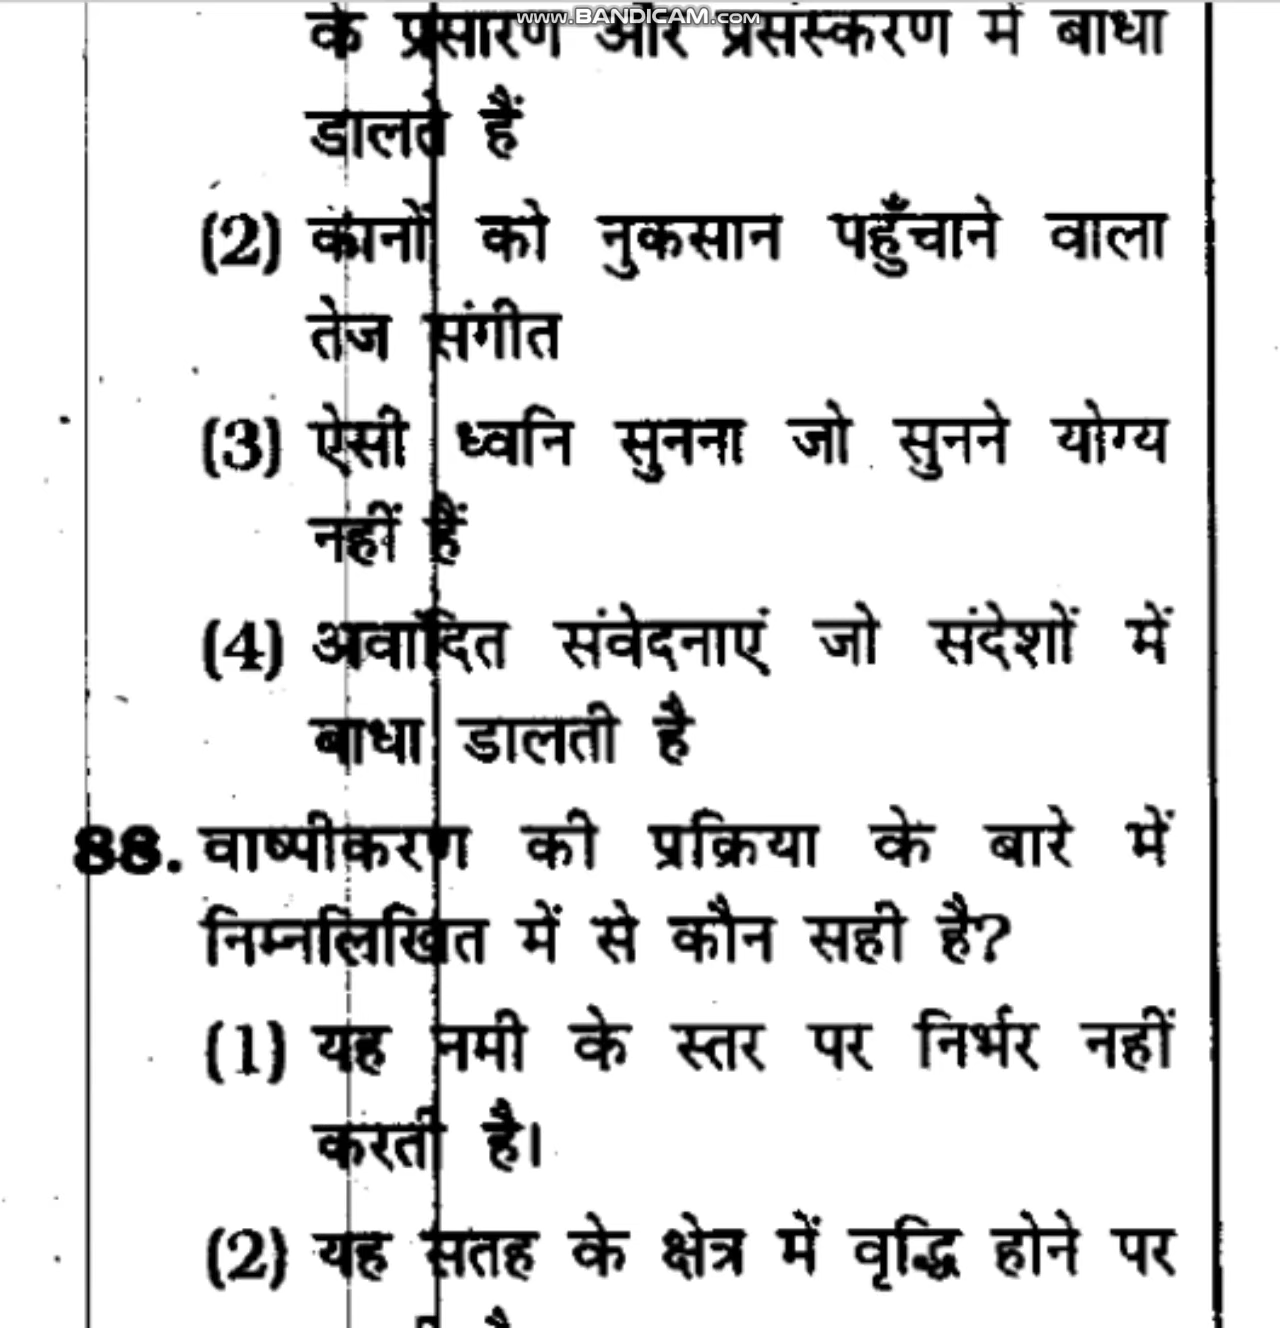 www.BANDICAM.com
के प्रसारण और प्रसंस्करण में बाधा
डालते हैं
(2) कानों को नुकसान पहुँचाने वाला
तेज संगीत
(3) ऐसी ध्वनि सुनना जो सुनने योग्य
नहीं हैं
(4) अवांदित संवेदनाएं जो संदेशों में
बाधा डालती है
88. वाष्पीकरण की प्रक्रिया के बारे में
निम्नलिखित में से कौन सही है?
(1) यह नमी के स्तर पर निर्भर नहीं
करती है।
(2) यह सतह के क्षेत्र में वृद्धि होने पर